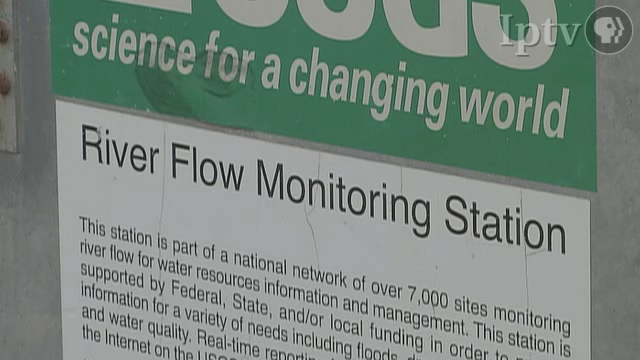 Iptv PBS
USGS
science for a changing world
River Flow Monitoring Station
This station is part of a national network of over 7,000 sites monitoring
river flow for water resources information and management. This station is
supported by Federal, State, and/or local funding in order to
information for a variety of needs including floods,
and water quality. Real-time
the Internet on the